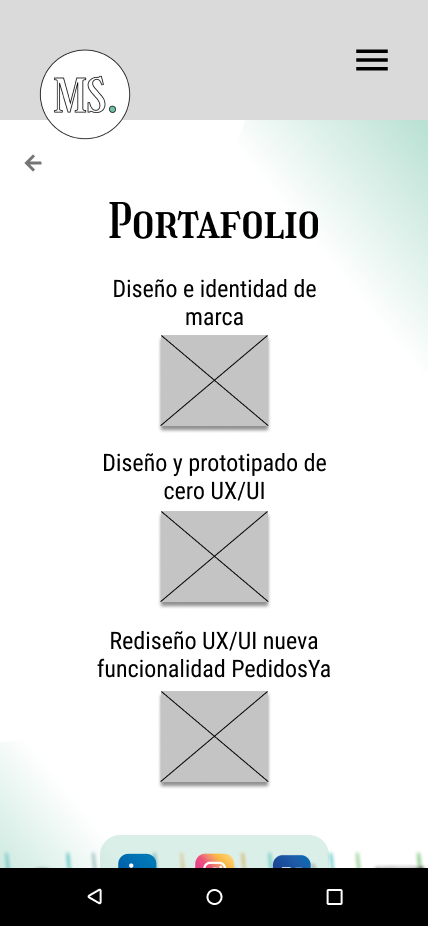 MS.
Portafolio
Diseño e identidad de
marca
Diseño y prototipado de
cero UX/UI
Rediseño UX/UI nueva
funcionalidad PedidosYa